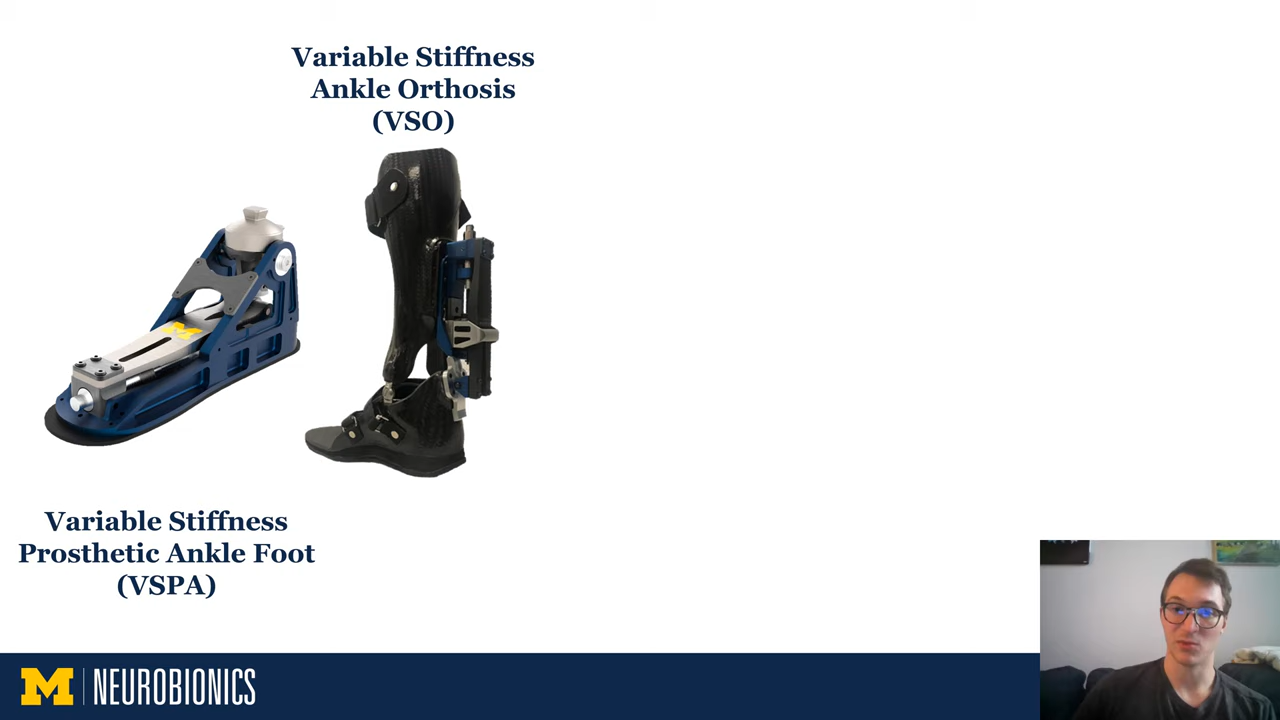 Variable Stiffness
Ankle Orthosis
(VSO)
M
Variable Stiffness
Prosthetic Ankle Foot
(VSPA)
M | NEUROBIONICS